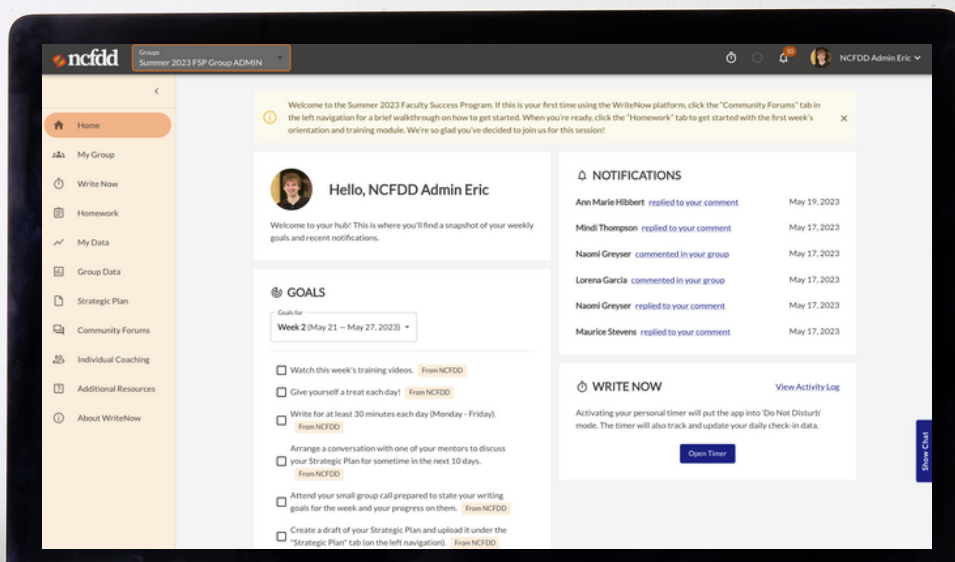 ncfdd
Groups
Summer 2023 FSP Group ADMIN
10
NCFDD Admin Eric
Home
My Group
Write Now
Homework
My Data
Group Data
Strategic Plan
Community Forums
Individual Coaching
Additional Resources
About WriteNow
Welcome to the Summer 2023 Faculty Success Program. If this is your first time using the WriteNow platform, click the "Community Forums" tab in
the left navigation for a brief walkthrough on how to get started. When you're ready, click the "Homework" tab to get started with the first week's
orientation and training module. We're so glad you've decided to join us for this session!
Hello, NCFDD Admin Eric
Welcome to your hub! This is where you'll find a snapshot of your weekly
goals and recent notifications.
GOALS
Goals for
Week 2 (May 21 — May 27, 2023)
Watch this week's training videos. From NCFDD
Give yourself a treat each day! From NCFDD
Write for at least 30 minutes each day (Monday - Friday).
From NCFDD
Arrange a conversation with one of your mentors to discuss
your Strategic Plan for sometime in the next 10 days.
From NCFDD
Attend your small group call prepared to state your writing
goals for the week and your progress on them. From NCFDD
Create a draft of your Strategic Plan and upload it under the
"Strategic Plan" tab (on the left navigation). From NCFDD
NOTIFICATIONS
Ann Marie Hibbert replied to your comment May 19, 2023
Mindi Thompson replied to your comment May 17, 2023
Naomi Greyser commented in your group May 17, 2023
Lorena Garcia commented in your group May 17, 2023
Naomi Greyser replied to your comment May 17, 2023
Maurice Stevens replied to your comment May 17, 2023
WRITE NOW View Activity Log
Activating your personal timer will put the app into 'Do Not Disturb'
mode. The timer will also track and update your daily check-in data.
Open Timer
Show Chat